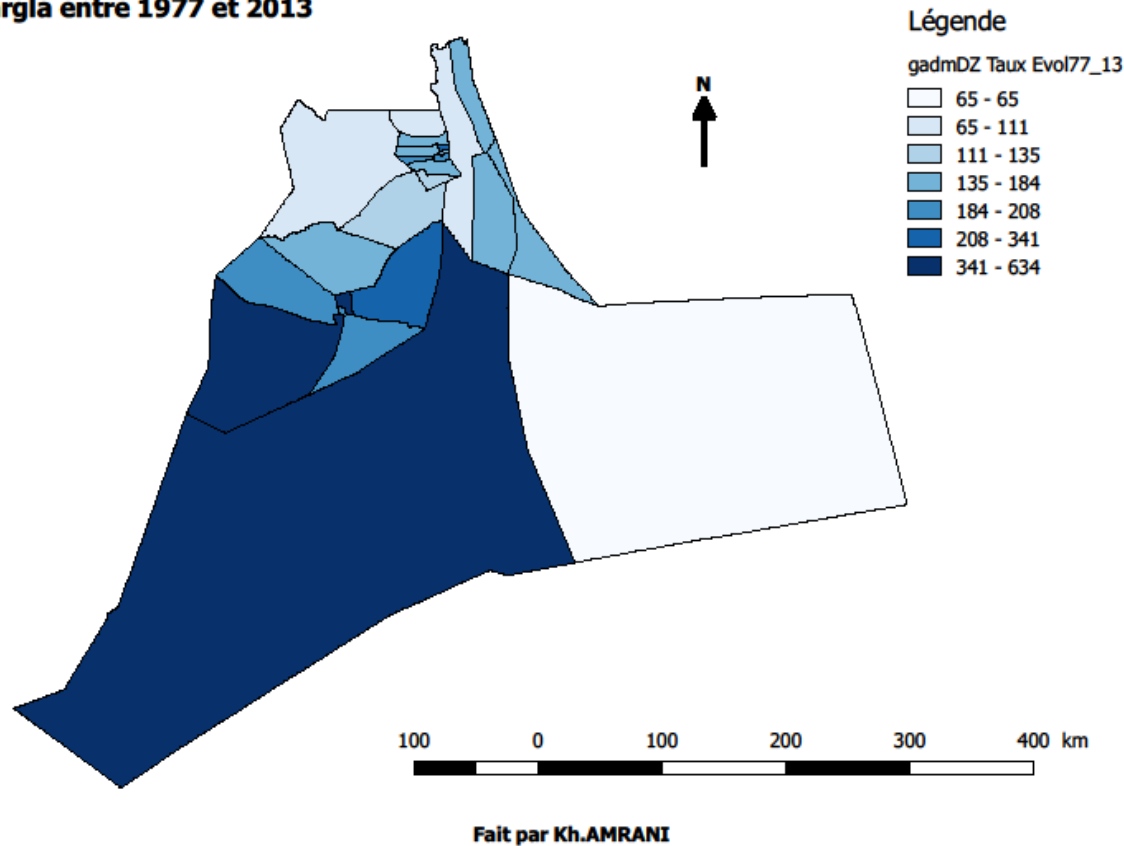 argla entre 1977 et 2013
Légende
gadmDZ Taux Evol77_13
65 - 65
65 - 111
111 - 135
135 - 184
184 - 208
208 - 341
341 - 634
N
100 0 100 200 300 400 km
Fait par Kh.AMRANI